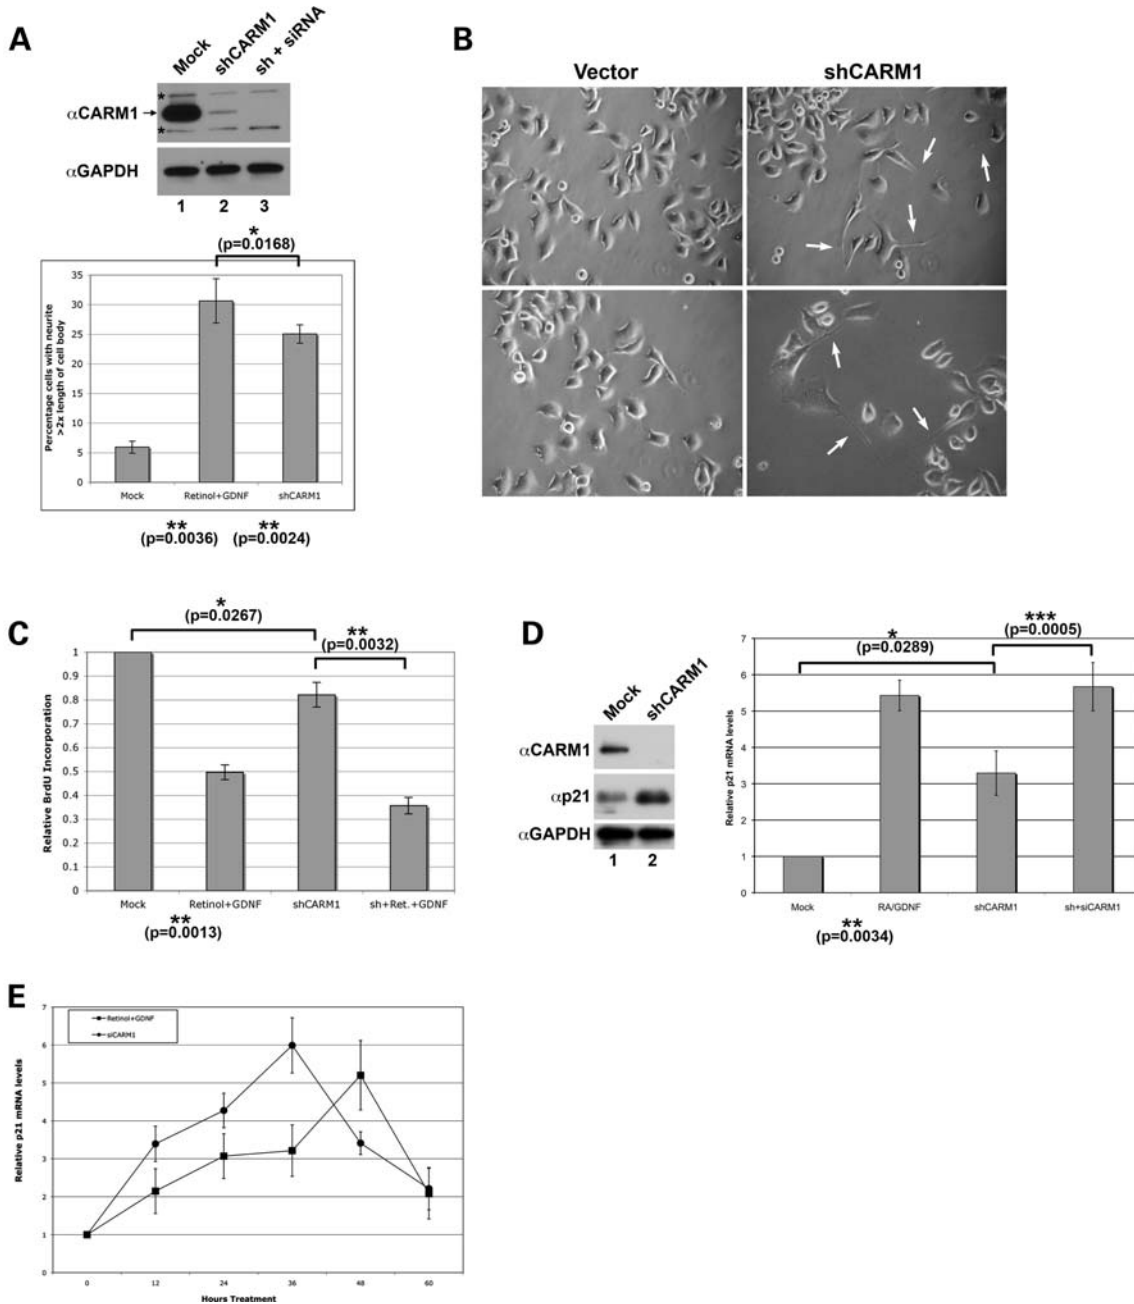 A
Mock
shCARM1
sh + siRNA
*
αCARM1
*
αGAPDH
1 2 3
*
(p=0.0168)
Percentage cells with neurite
>2x length of cell body
35
30
25
20
15
10
5
0
Mock Retinol+GDNF shCARM1
** **
(p=0.0036) (p=0.0024)
B
Vector shCARM1
C
*
(p=0.0267)
**
(p=0.0032)
Relative BrdU Incorporation
1
0.9
0.8
0.7
0.6
0.5
0.4
0.3
0.2
0.1
0
Mock Retinol+GDNF shCARM1 sh+Ret.+GDNF
**
(p=0.0013)
D
Mock
shCARM1
αCARM1
αp21
αGAPDH
1 2
***
(p=0.0005)
*
(p=0.0289)
Relative p21 mRNA levels
7
6
5
4
3
2
1
0
Mock RA/GDNF shCARM1 sh+siCARM1
**
(p=0.0034)
E
Retinol+GDNF
siCARM1
Relative p21 mRNA levels
7
6
5
4
3
2
1
0
0 12 24 36 48 60
Hours Treatment